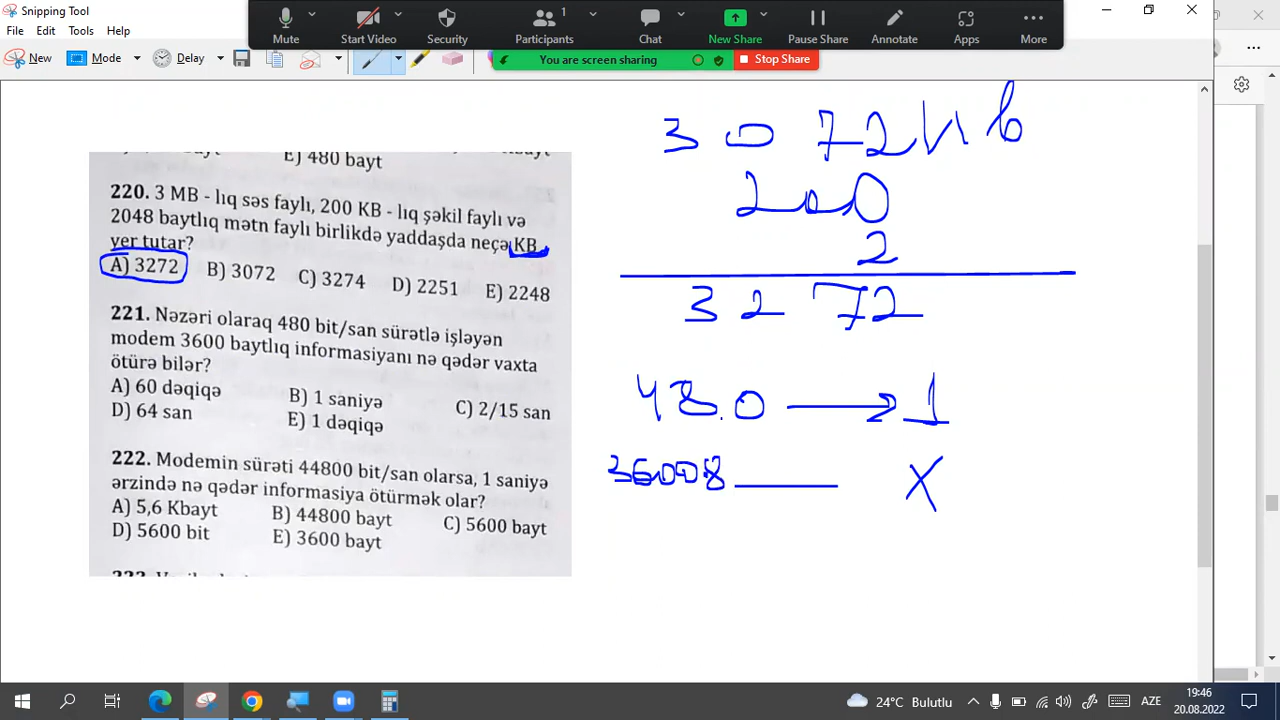 Snipping Tool
File Edit Tools Help
New Mode Delay
Mute Start Video Security Participants 1 Chat New Share Pause Share Annotate Apps More
You are screen sharing Stop Share
E) 480 bayt
220. 3 MB - lıq səs faylı, 200 KB - lıq şəkil faylı və
2048 baytlıq mətn faylı birlikdə yaddaşda neçə KB
yer tutar?
A) 3272 B) 3072 C) 3274 D) 2251 E) 2248
221. Nəzəri olaraq 480 bit/san sürətlə işləyən
modem 3600 baytlıq informasiyanı nə qədər vaxta
ötürə bilər?
A) 60 dəqiqə B) 1 saniyə C) 2/15 san
D) 64 san E) 1 dəqiqə
222. Modemin sürəti 44800 bit/san olarsa, 1 saniyə
ərzində nə qədər informasiya ötürmək olar?
A) 5,6 Kbayt B) 44800 bayt C) 5600 bayt
D) 5600 bit E) 3600 bayt
3072
200
2
3272
48.0 1
3600 8 X
24°C Bulutlu
AZE
19:46
20.08.2022